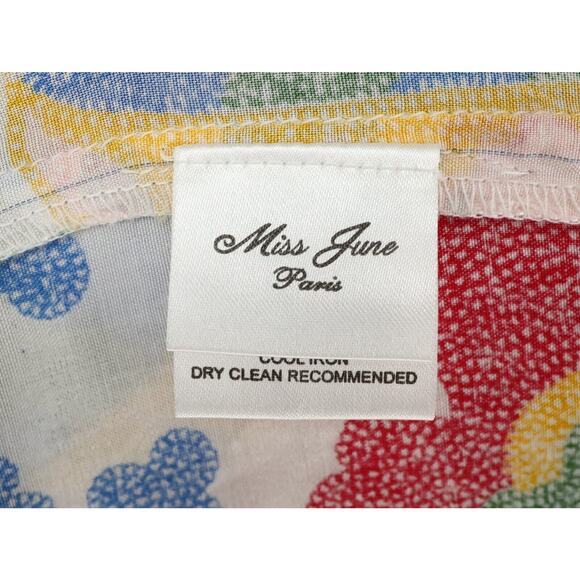 Miss June
Paris
COOL IRON
DRY CLEAN RECOMMENDED